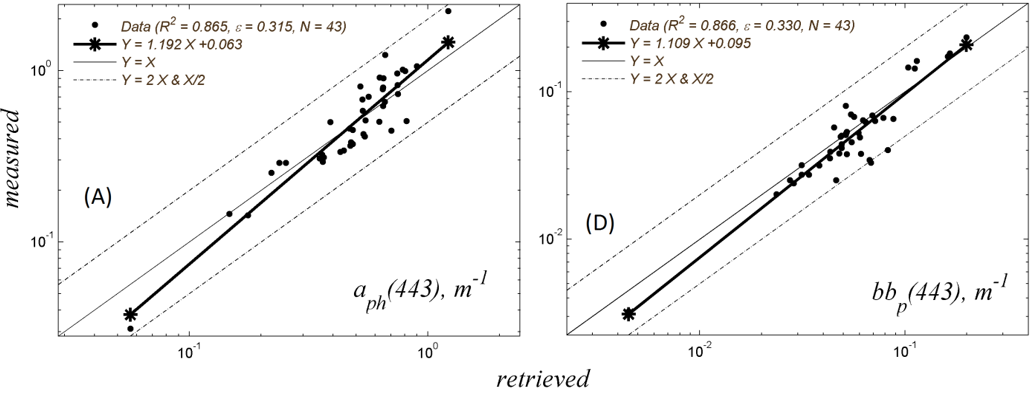 Data (R² = 0.865, ε = 0.315, N = 43)
Y = 1.192 X +0.063
Y = X
Y = 2 X & X/2
10⁰
10⁻¹
(A)
a_ph(443), m⁻¹
10⁻¹
10⁰
measured
Data (R² = 0.866, ε = 0.330, N = 43)
Y = 1.109 X +0.095
Y = X
Y = 2 X & X/2
10⁻¹
10⁻²
(D)
bb_p(443), m⁻¹
10⁻²
10⁻¹
retrieved